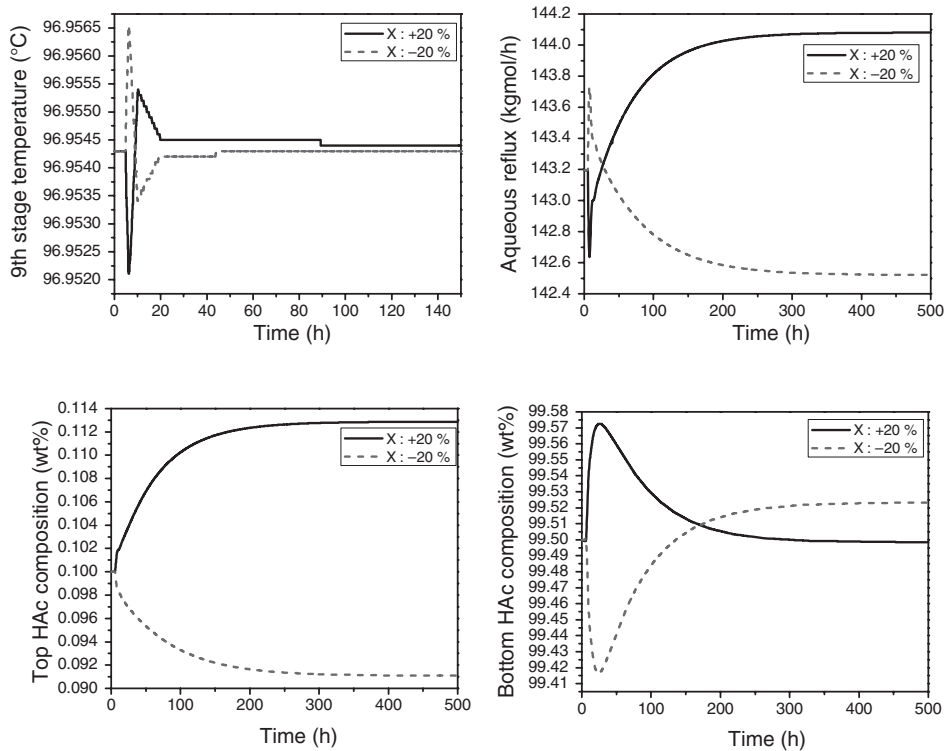 9th stage temperature (°C)
96.9565
96.9560
96.9555
96.9550
96.9545
96.9540
96.9535
96.9530
96.9525
96.9520
X : +20 %
X : −20 %
0 20 40 60 80 100 120 140
Time (h)
Aqueous reflux (kgmol/h)
144.0
143.8
143.6
143.4
143.2
143.0
142.8
142.6
142.4
X : +20 %
X : −20 %
0 100 200 300 400 500
Time (h)
Top HAc composition (wt%)
0.114
0.112
0.110
0.108
0.106
0.104
0.102
0.100
0.098
0.096
0.094
0.092
0.090
X : +20 %
X : −20 %
0 100 200 300 400 500
Time (h)
Bottom HAc composition (wt%)
99.58
99.57
99.56
99.55
99.54
99.53
99.52
99.51
99.50
99.49
99.48
99.47
99.46
99.45
99.44
99.43
99.42
99.41
X : +20 %
X : −20 %
0 100 200 300 400 500
Time (h)